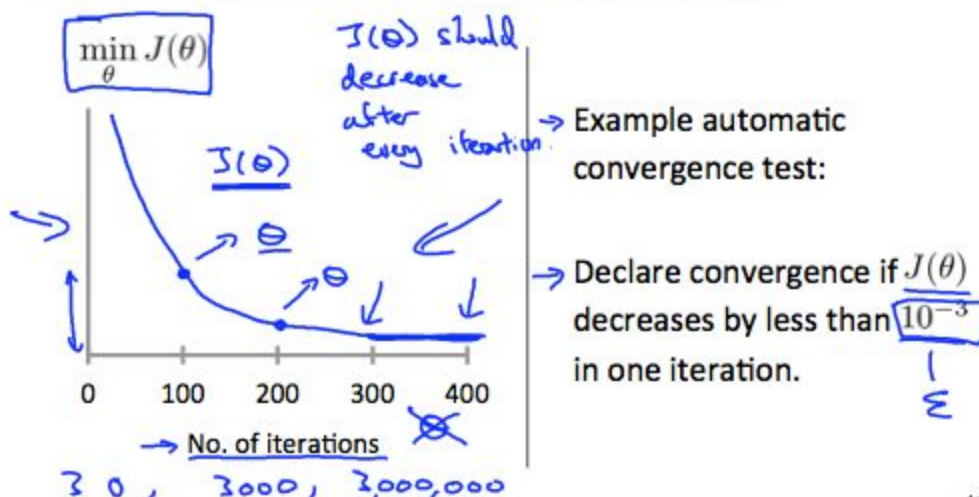 min J(θ)
θ
J(θ) should
decrease
after
every iteration.
J(θ)
θ
θ
0 100 200 300 400
→ No. of iterations
θ
30, 3000, 3,000,000
→ Example automatic
convergence test:
→ Declare convergence if J(θ)
decreases by less than 10⁻³
in one iteration.
ε